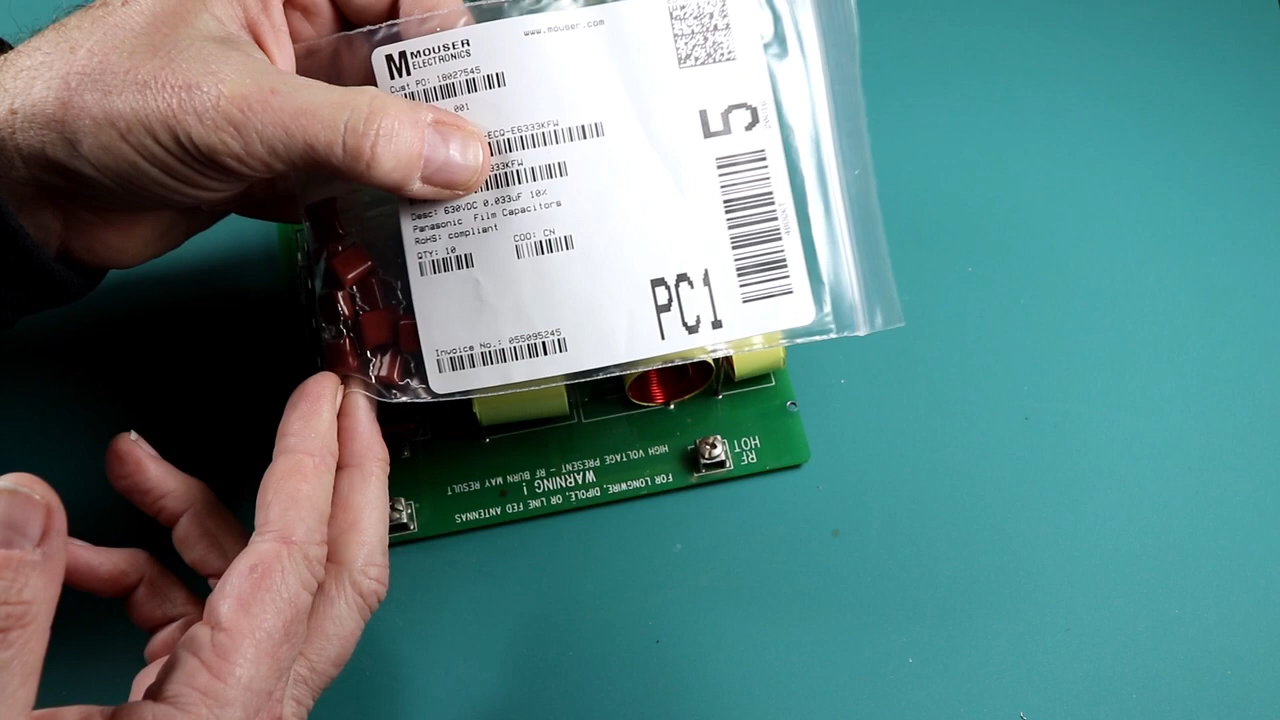 www.mouser.com
MOUSER
ELECTRONICS
Cust PO: 18027545
001
-ECQ-E6333KFW
333KFW
Desc: 630VDC 0.033uF 10%
Panasonic Film Capacitors
RoHS: compliant
QTY: 10
COO: CN
Invoice No.: 055095245
5
PC1
RF
HOT
HIGH VOLTAGE PRESENT - RF BURN MAY RESULT
WARNING !
FOR LONGWIRE, DIPOLE, OR LINE FED ANTENNAS